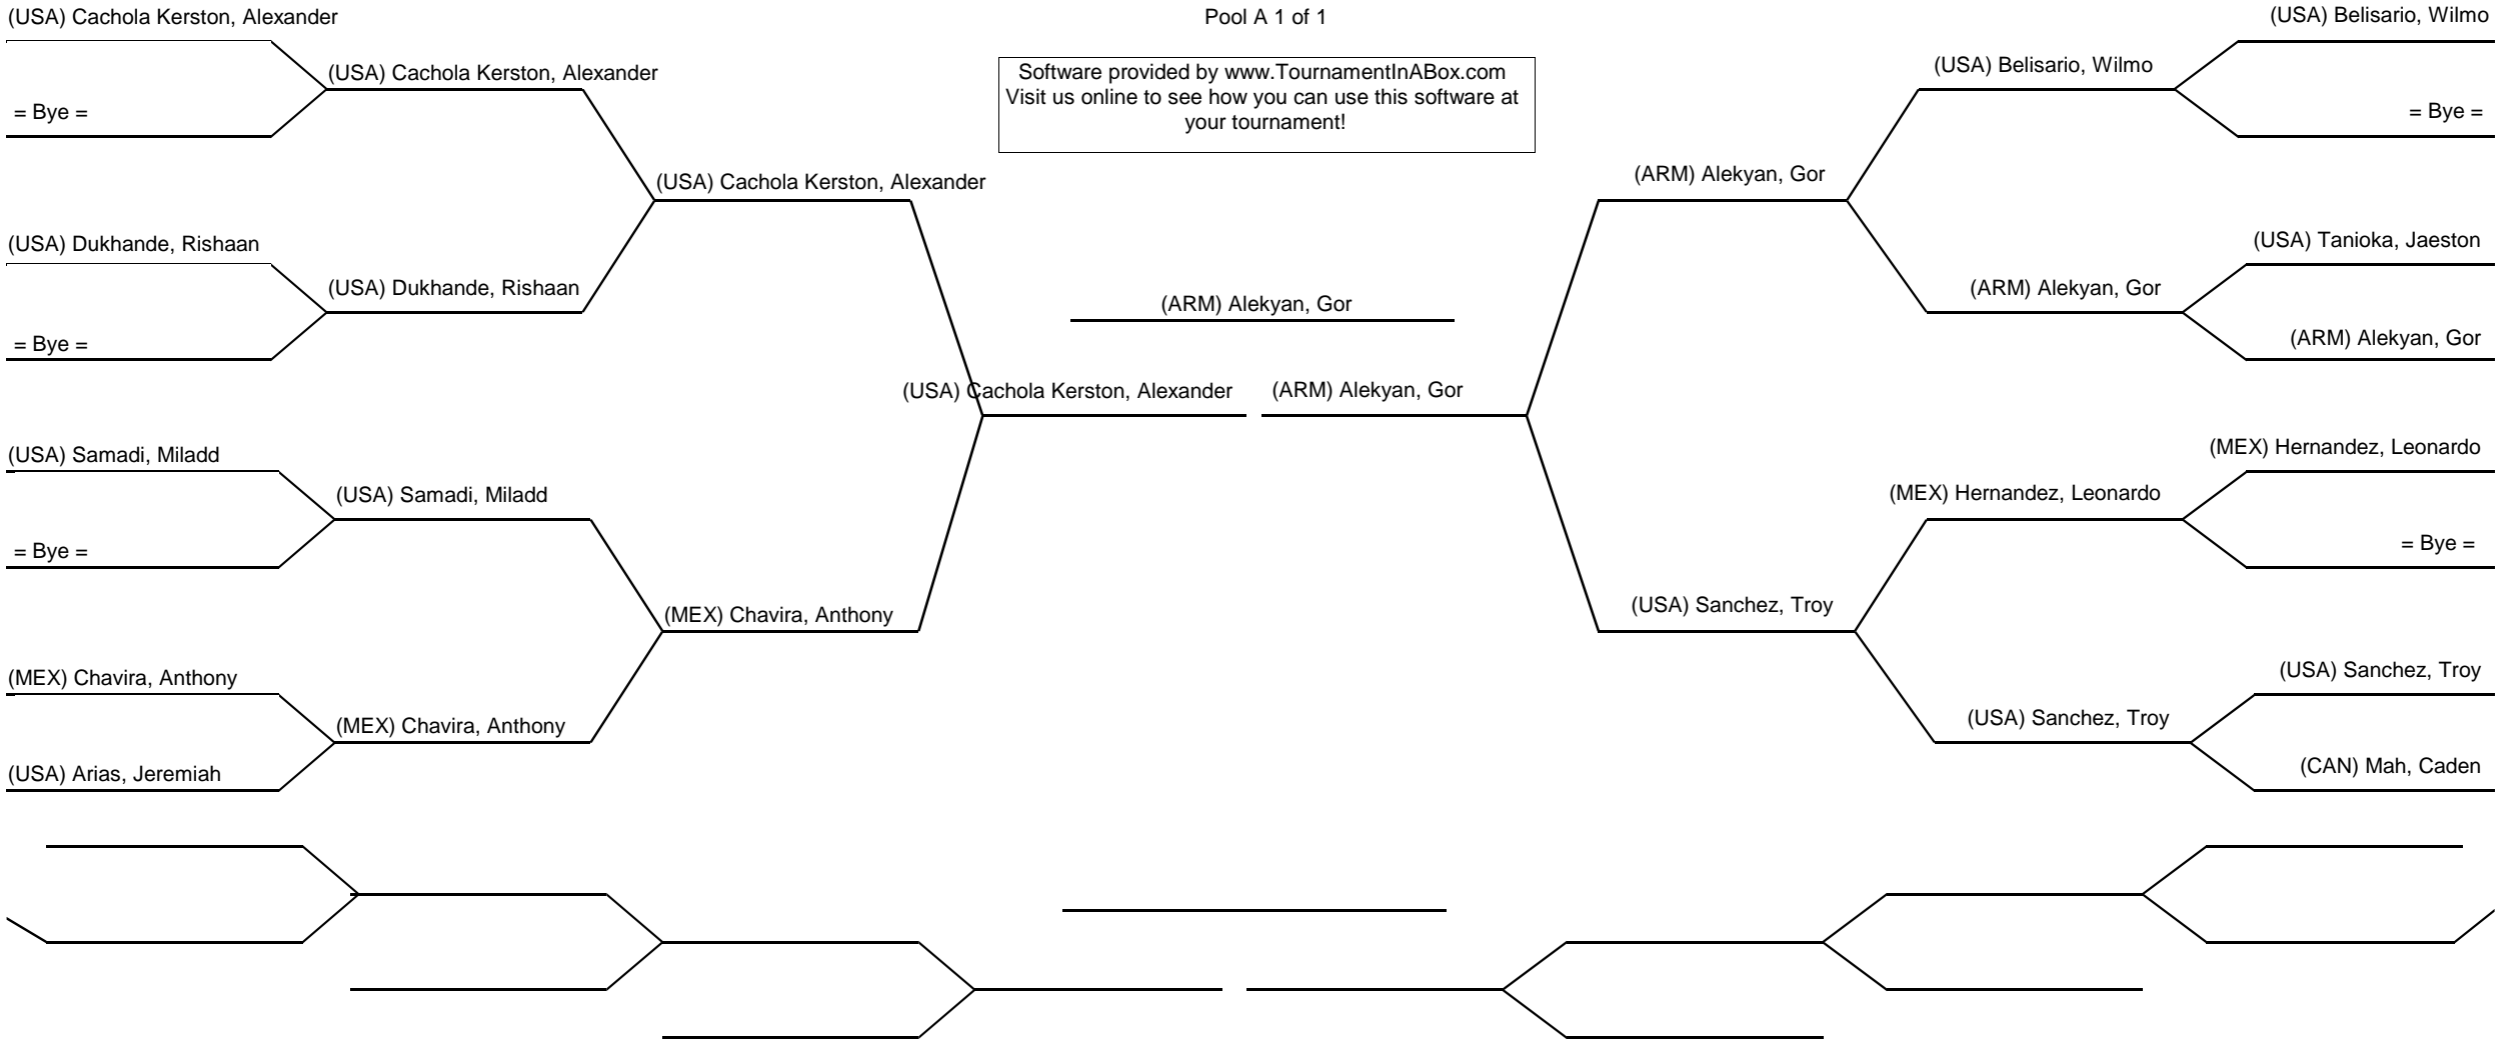 (USA) Cachola Kerston, Alexander
Pool A 1 of 1
(USA) Belisario, Wilmo
(USA) Cachola Kerston, Alexander
Software provided by www.TournamentInABox.com
Visit us online to see how you can use this software at
your tournament!
(USA) Belisario, Wilmo
= Bye =
= Bye =
(USA) Cachola Kerston, Alexander
(ARM) Alekyan, Gor
(USA) Dukhande, Rishaan
(USA) Tanioka, Jaeston
(USA) Dukhande, Rishaan
(ARM) Alekyan, Gor
(ARM) Alekyan, Gor
= Bye =
(ARM) Alekyan, Gor
(USA) Cachola Kerston, Alexander
(ARM) Alekyan, Gor
(USA) Samadi, Miladd
(MEX) Hernandez, Leonardo
(USA) Samadi, Miladd
(MEX) Hernandez, Leonardo
= Bye =
= Bye =
(MEX) Chavira, Anthony
(USA) Sanchez, Troy
(MEX) Chavira, Anthony
(USA) Sanchez, Troy
(MEX) Chavira, Anthony
(USA) Sanchez, Troy
(USA) Arias, Jeremiah
(CAN) Mah, Caden